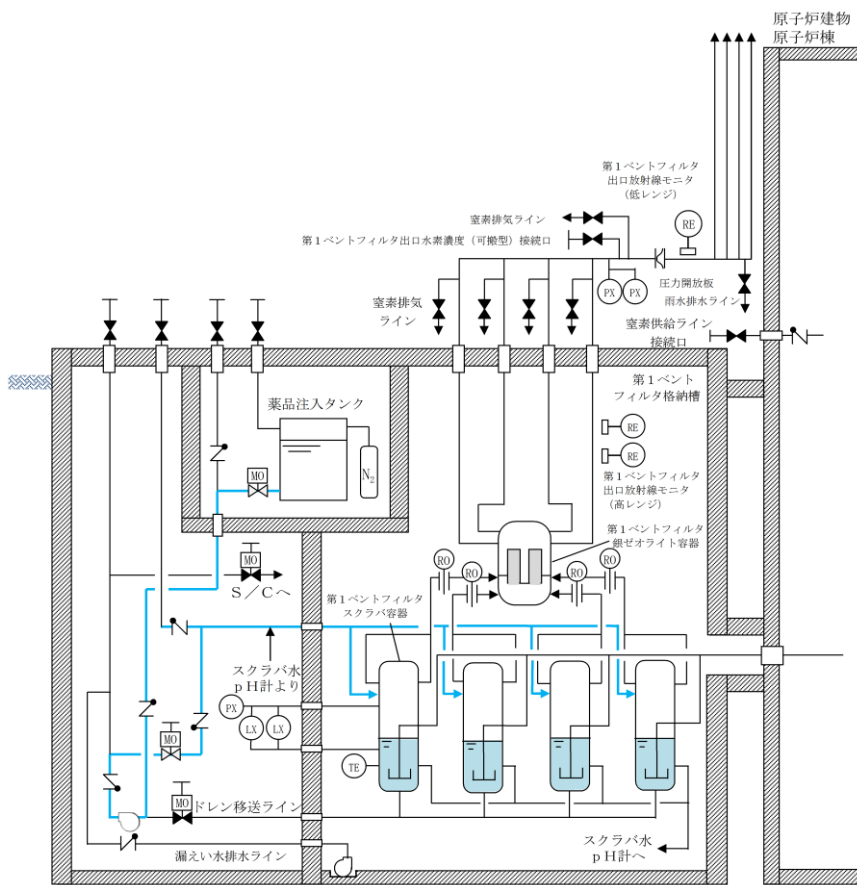 原子炉建物
原子炉棟
第1ベントフィルタ
出口放射線モニタ
(低レンジ)
窒素排気ライン
RE
第1ベントフィルタ出口水素濃度(可搬型)接続口
圧力開放板
PX
PX
雨水排水ライン
窒素排気
ライン
窒素供給ライン
接続口
第1ベント
フィルタ格納槽
薬品注入タンク
RE
RE
MO
N₂
第1ベントフィルタ
出口放射線モニタ
(高レンジ)
第1ベントフィルタ
銀ゼオライト容器
MO
S/Cへ
RO
RO
RO
RO
第1ベントフィルタ
スクラバ容器
スクラバ水
pH計より
PX
LX
LX
MO
TE
MO
ドレン移送ライン
スクラバ水
pH計へ
漏えい水排水ライン